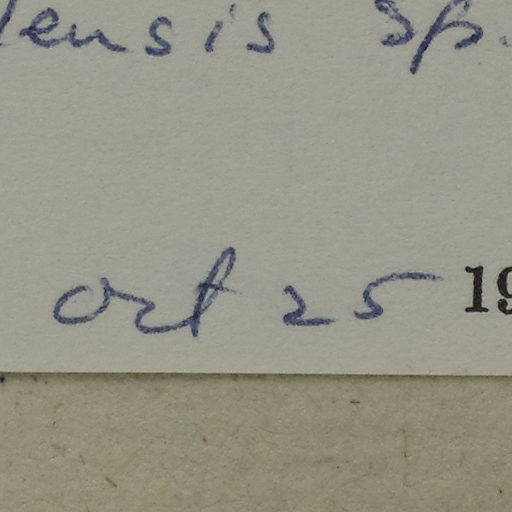 lensis sp.
Oct 25 19